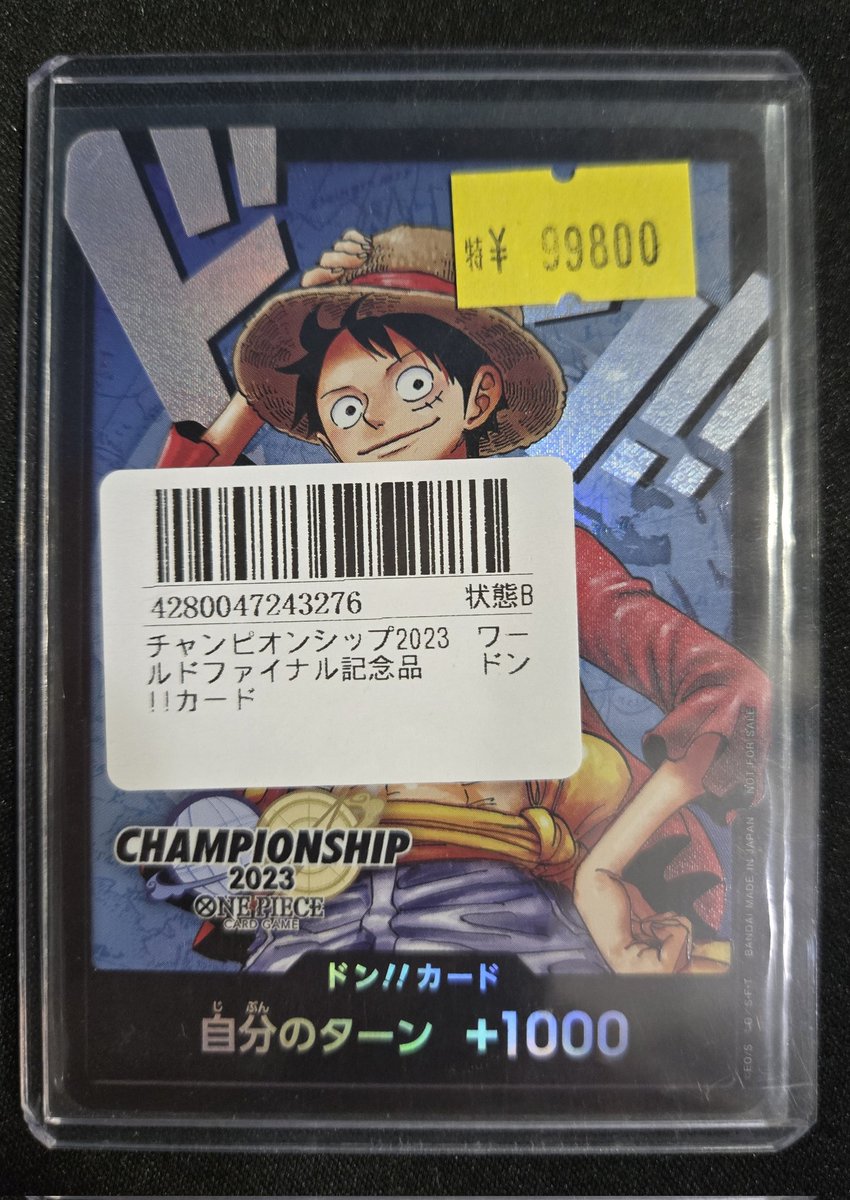 ドン!!
特¥ 99800
4280047243276 状態B
チャンピオンシップ2023 ワー
ルドファイナル記念品 ドン
!!カード
CHAMPIONSHIP
2023
ONE PIECE
CARD GAME
ドン!!カード
じ ぶん
自分のターン +1000
BANDAI MADE IN JAPAN NOT FOR SALE